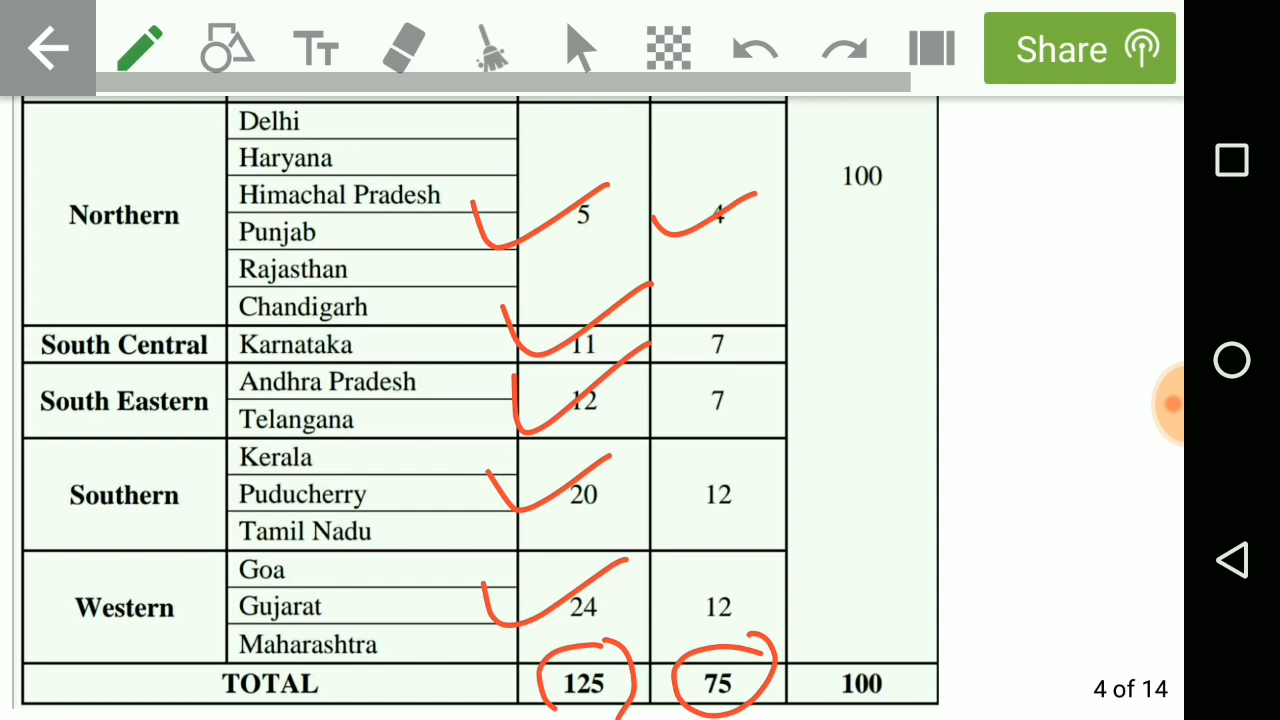 Share
Northern Delhi 5 4 100
Haryana
Himachal Pradesh
Punjab
Rajasthan
Chandigarh
South Central Karnataka 11 7
South Eastern Andhra Pradesh 12 7
Telangana
Southern Kerala 20 12
Puducherry
Tamil Nadu
Western Goa 24 12
Gujarat
Maharashtra
TOTAL 125 75 100
4 of 14